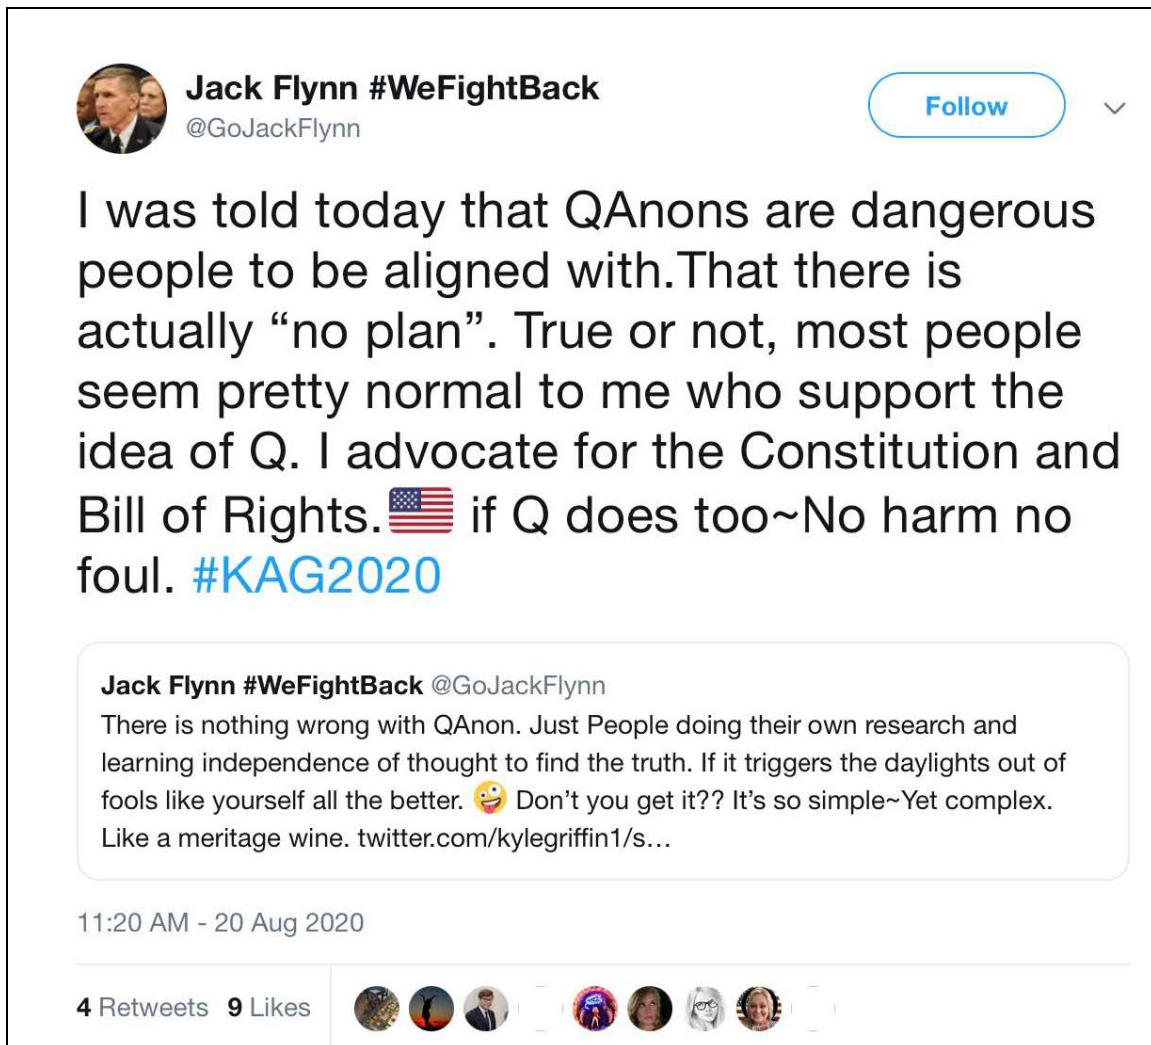 Jack Flynn #WeFightBack
@GoJackFlynn
Follow
I was told today that QAnons are dangerous
people to be aligned with.That there is
actually “no plan”. True or not, most people
seem pretty normal to me who support the
idea of Q. I advocate for the Constitution and
Bill of Rights.🇺🇸 if Q does too~No harm no
foul. #KAG2020
Jack Flynn #WeFightBack @GoJackFlynn
There is nothing wrong with QAnon. Just People doing their own research and
learning independence of thought to find the truth. If it triggers the daylights out of
fools like yourself all the better. 🤪 Don’t you get it?? It’s so simple~Yet complex.
Like a meritage wine. twitter.com/kylegriffin1/s…
11:20 AM - 20 Aug 2020
4 Retweets 9 Likes